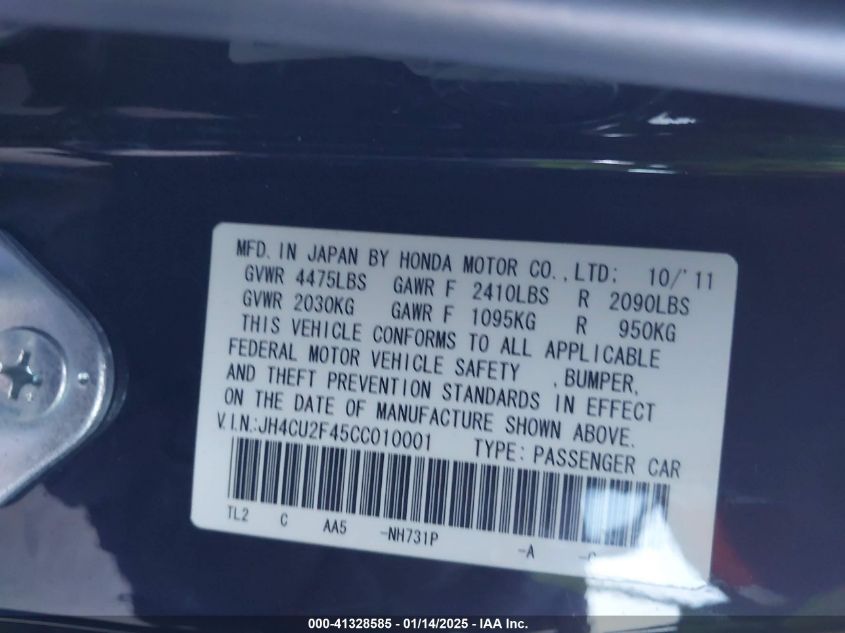 MFD. IN JAPAN BY HONDA MOTOR CO., LTD: 10/'11
GVWR 4475LBS GAWR F 2410LBS R 2090LBS
GVWR 2030KG GAWR F 1095KG R 950KG
THIS VEHICLE CONFORMS TO ALL APPLICABLE
FEDERAL MOTOR VEHICLE SAFETY , BUMPER,
AND THEFT PREVENTION STANDARDS IN EFFECT
ON THE DATE OF MANUFACTURE SHOWN ABOVE.
V.I.N.:JH4CU2F45CC010001 TYPE: PASSENGER CAR
TL2 C AA5 -NH731P -A
000-41328585 - 01/14/2025 - IAA Inc.